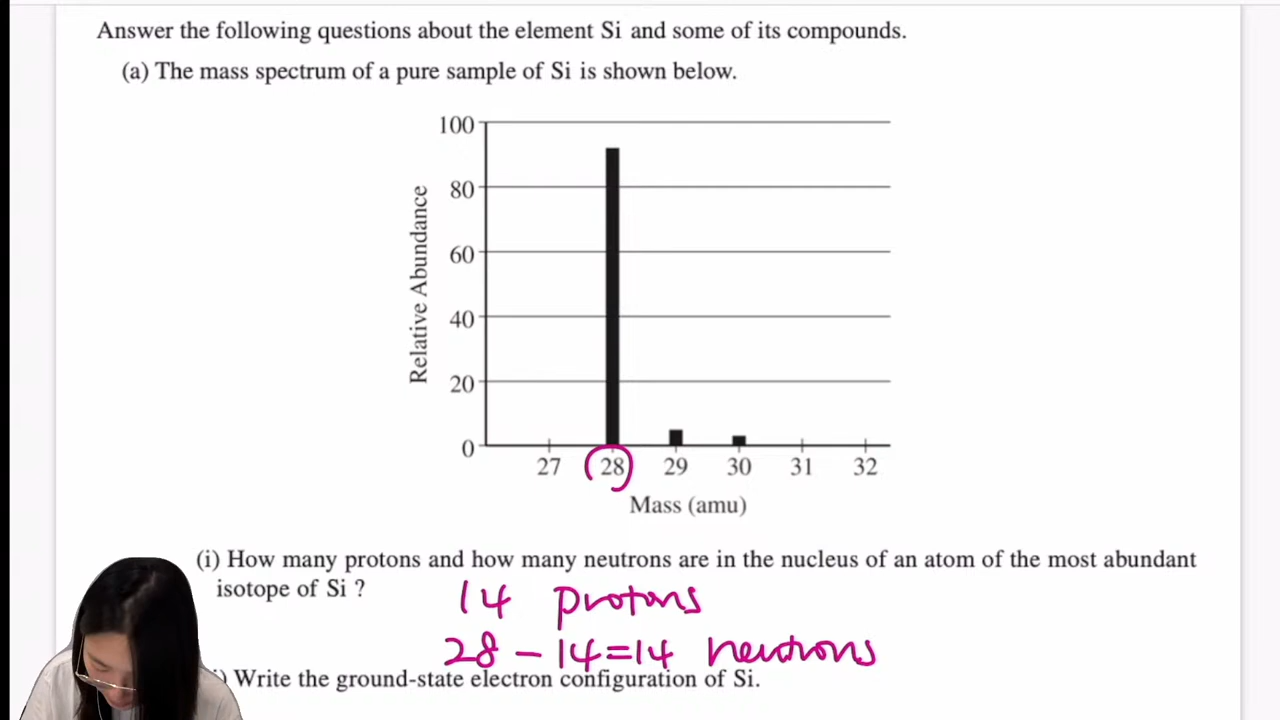 Answer the following questions about the element Si and some of its compounds.
(a) The mass spectrum of a pure sample of Si is shown below.
100
80
60
40
20
0
Relative Abundance
27 28 29 30 31 32
Mass (amu)
(i) How many protons and how many neutrons are in the nucleus of an atom of the most abundant
isotope of Si ?
14 protons
28 - 14 = 14 neutrons
) Write the ground-state electron configuration of Si.